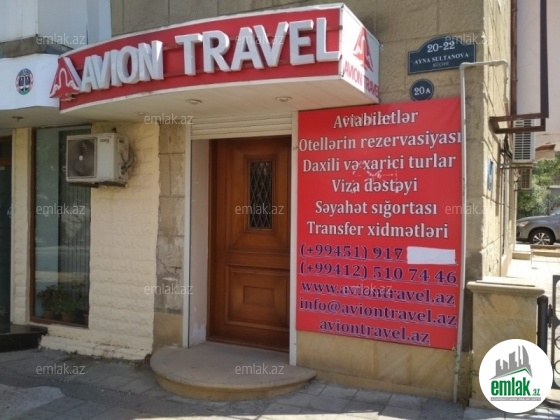 AVION TRAVEL
AVION TRAVEL
20-22
AYNA SULTANOVA
20A
Aviabiletlər
Otellərin rezervasiyası
Daxili və xarici turlar
Viza dəstəyi
Səyahət sığortası
Transfer xidmətləri
(+99451) 917
(+99412) 510 74 46
www.aviontravel.az
info@aviontravel.az
aviontravel.az
emlak.az